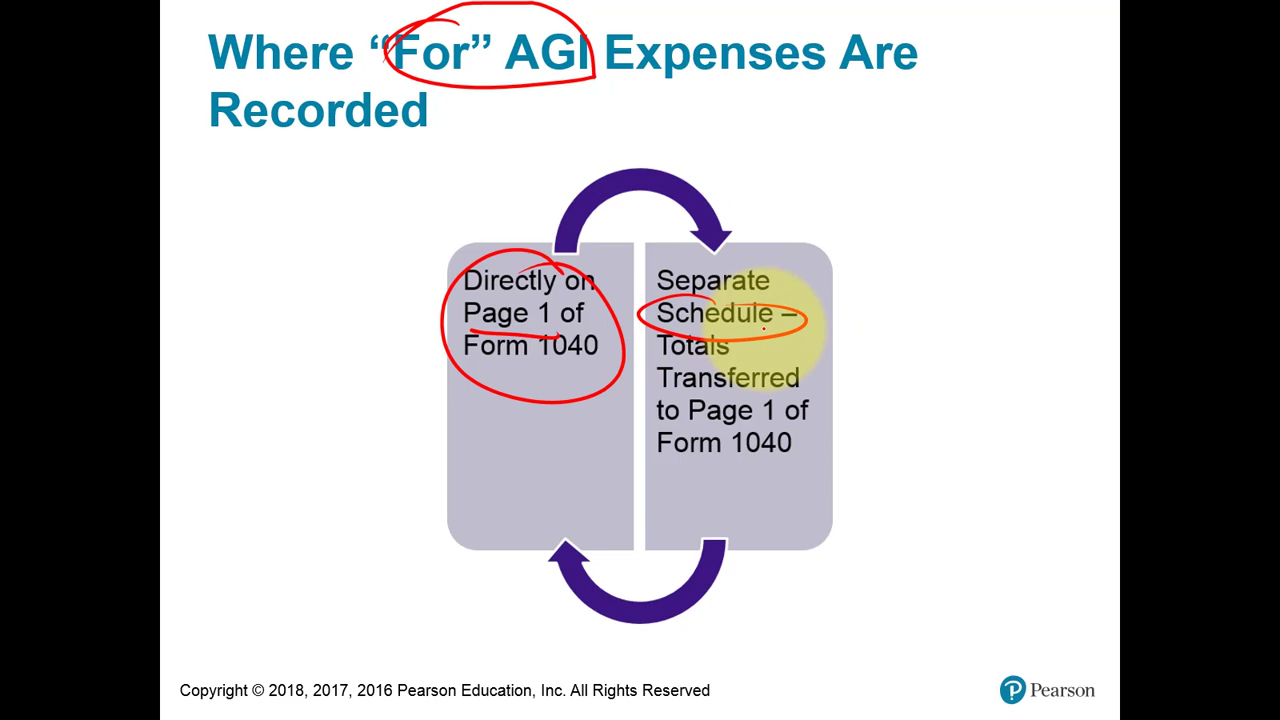 Where “For” AGI Expenses Are
Recorded
Directly on
Page 1 of
Form 1040
Separate
Schedule –
Totals
Transferred
to Page 1 of
Form 1040
Copyright © 2018, 2017, 2016 Pearson Education, Inc. All Rights Reserved
P Pearson